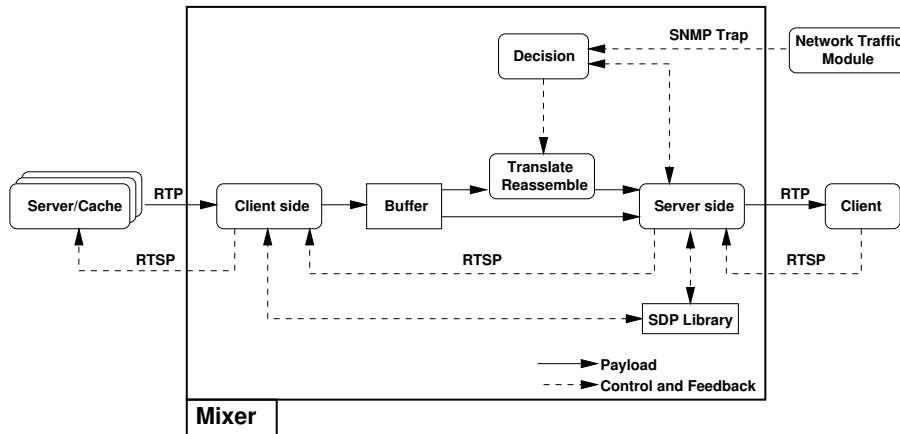 SNMP Trap
Network Traffic
Module
Decision
Translate
Reassemble
Server/Cache
RTP
Client side
Buffer
Server side
RTP
Client
RTSP
RTSP
RTSP
SDP Library
Payload
Control and Feedback
Mixer